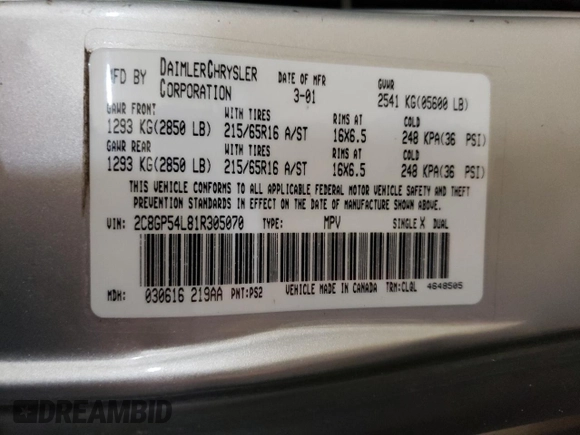 MFD BY DAIMLERCHRYSLER CORPORATION DATE OF MFR 3-01 GVWR 2541 KG(05600 LB)
GAWR FRONT WITH TIRES RIMS AT COLD
1293 KG(2850 LB) 215/65R16 A/ST 16X6.5 248 KPA(36 PSI)
GAWR REAR WITH TIRES RIMS AT COLD
1293 KG(2850 LB) 215/65R16 A/ST 16X6.5 248 KPA(36 PSI)
THIS VEHICLE CONFORMS TO ALL APPLICABLE FEDERAL MOTOR VEHICLE SAFETY AND THEFT
PREVENTION STANDARDS IN EFFECT ON THE DATE OF MANUFACTURE SHOWN ABOVE.
VIN: 2C8GP54L81R305070 TYPE: MPV SINGLE X DUAL
MDH: 030616 219AA PNT:PS2 VEHICLE MADE IN CANADA TRM:CLQL 4648505
DREAMBID